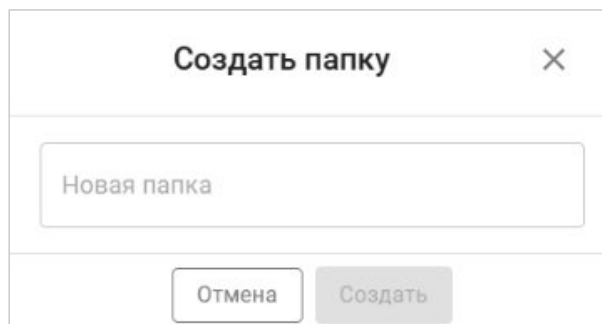 Создать папку
Новая папка
Отмена Создать